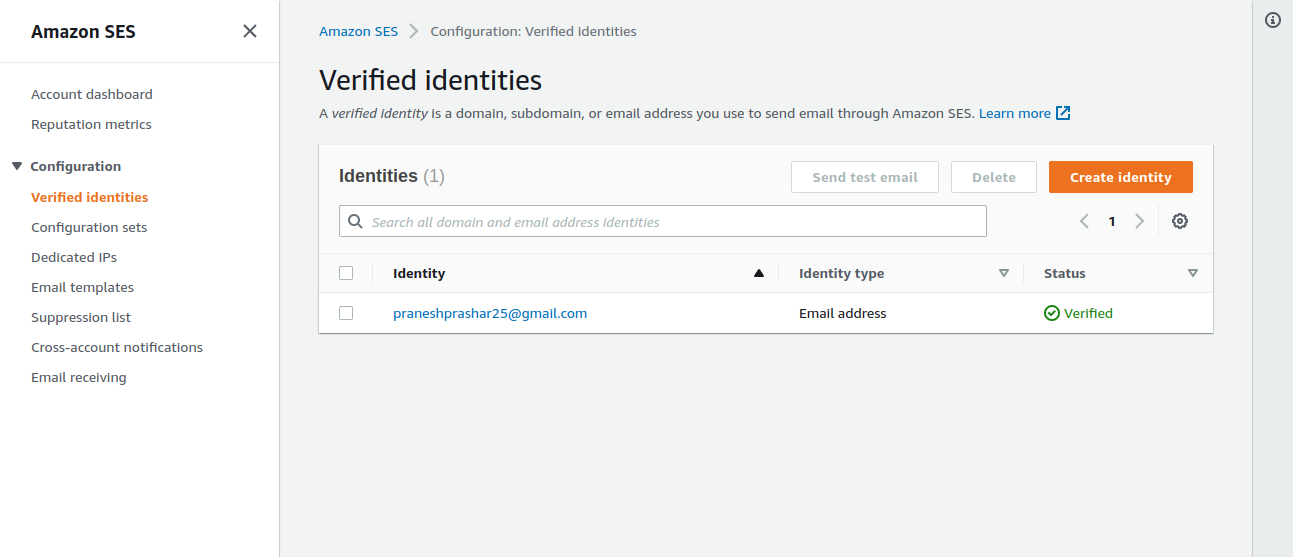 Amazon SES
Account dashboard
Reputation metrics
Configuration
Verified identities
Configuration sets
Dedicated IPs
Email templates
Suppression list
Cross-account notifications
Email receiving
Amazon SES Configuration: Verified identities
Verified identities
A verified identity is a domain, subdomain, or email address you use to send email through Amazon SES. Learn more
Identities (1) Send test email Delete Create identity
Search all domain and email address identities 1
Identity Identity type Status
praneshprashar25@gmail.com Email address Verified